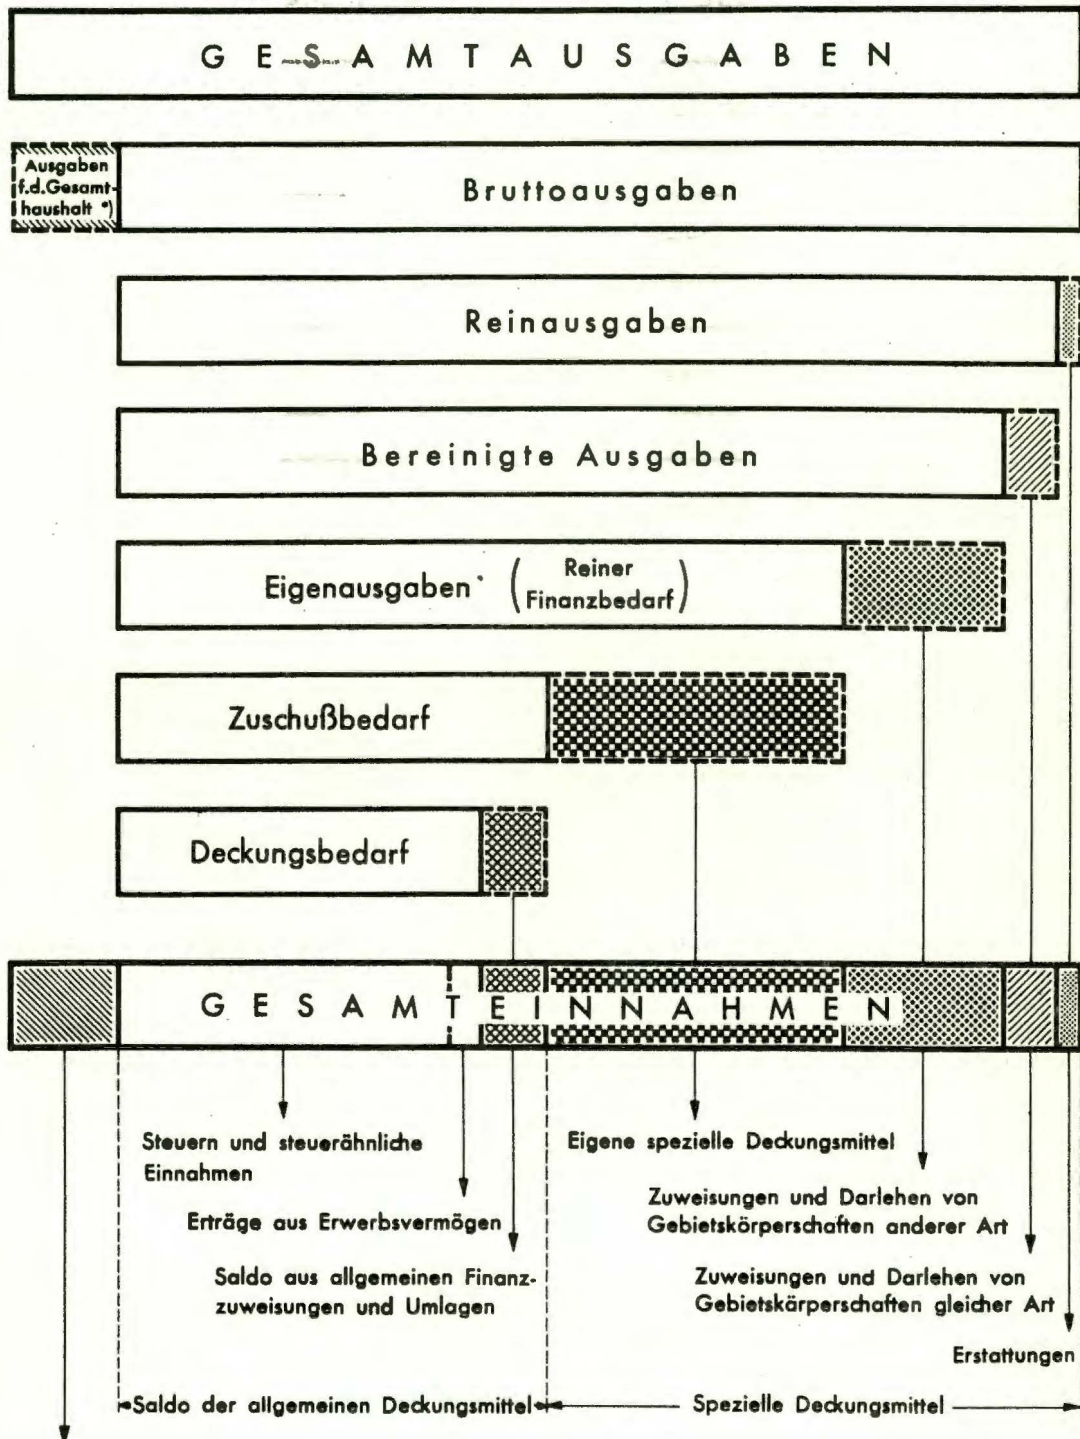 GESAMTAUSGABEN
Ausgaben
f.d.Gesamt-
haushalt *)
Bruttoausgaben
Reinausgaben
Bereinigte Ausgaben
Eigenausgaben (Reiner
Finanzbedarf)
Zuschußbedarf
Deckungsbedarf
GESAMTEINNAHMEN
Steuern und steuerähnliche
Einnahmen
Erträge aus Erwerbsvermögen
Saldo aus allgemeinen Finanz-
zuweisungen und Umlagen
Eigene spezielle Deckungsmittel
Zuweisungen und Darlehen von
Gebietskörperschaften anderer Art
Zuweisungen und Darlehen von
Gebietskärperschaften gleicher Art
Erstattungen
Saldo der allgemeinen Deckungsmittel
Spezielle Deckungsmittel